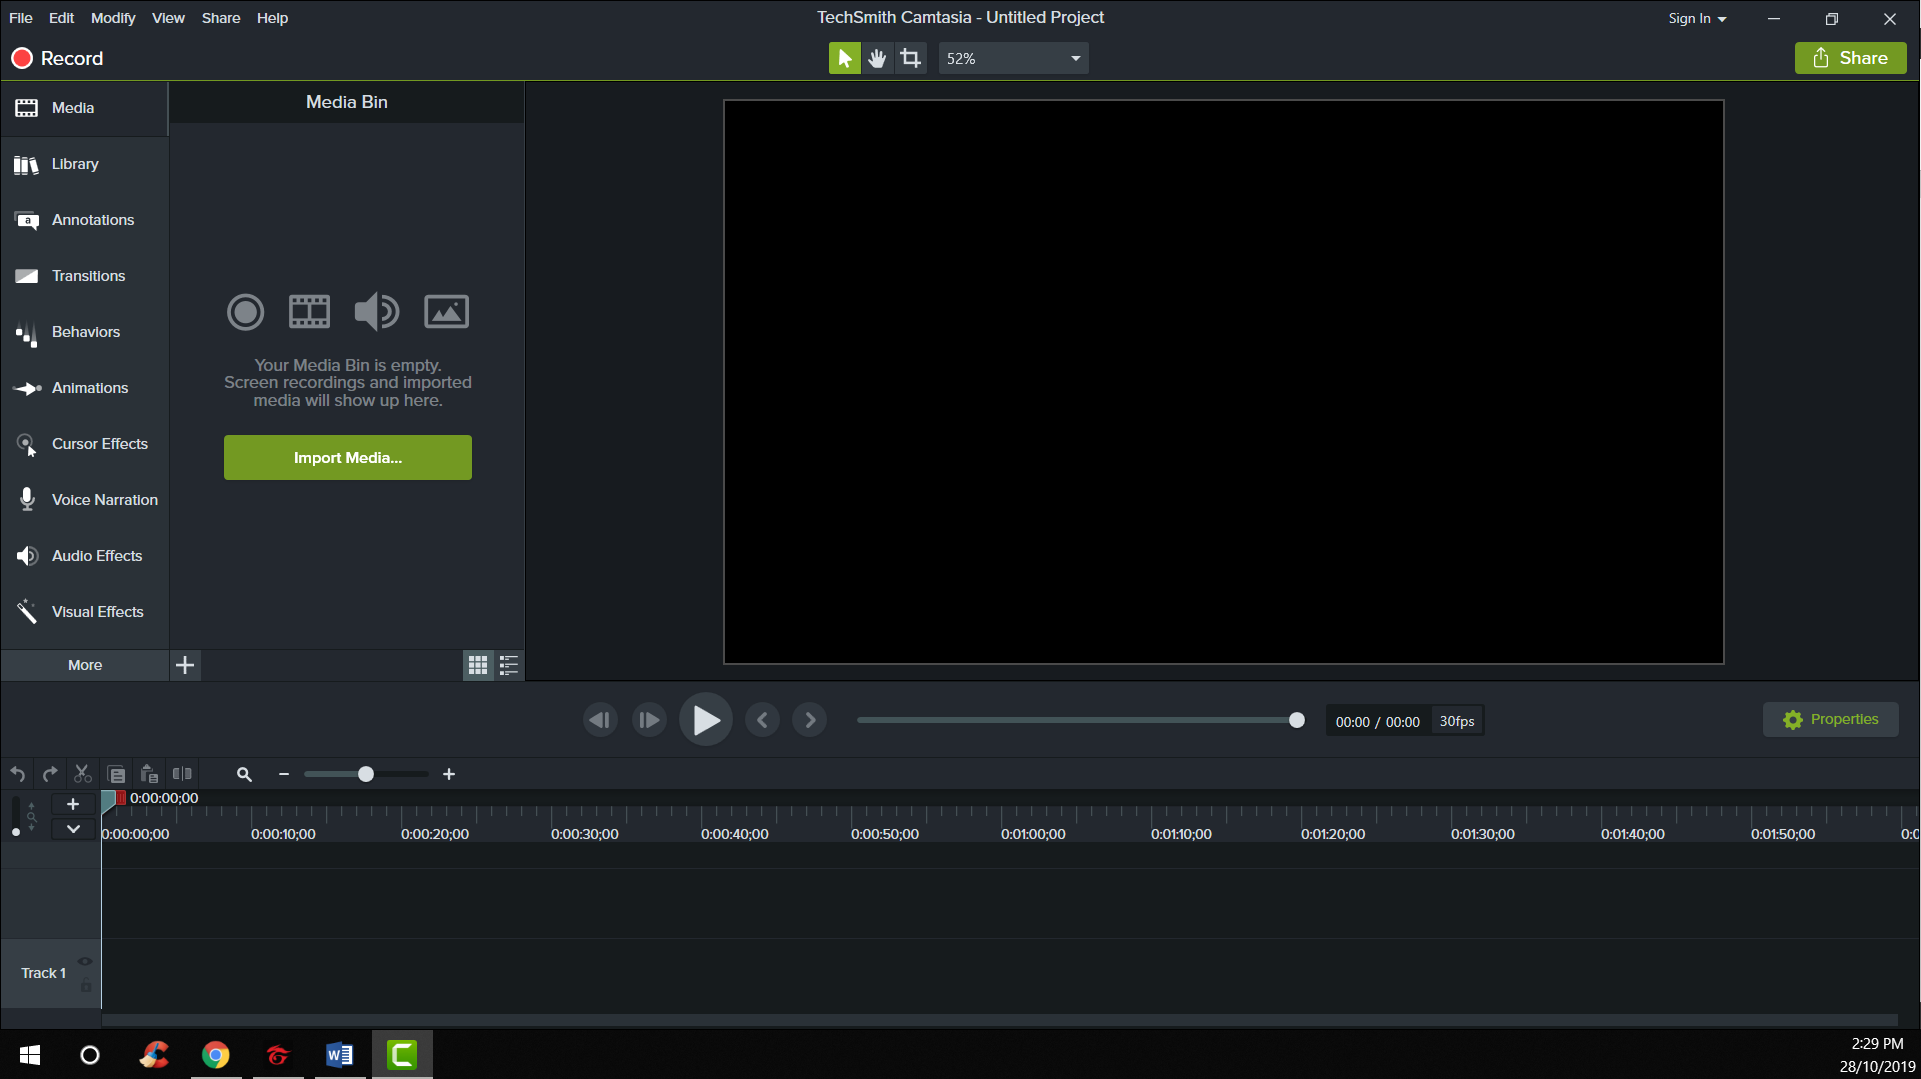 File Edit Modify View Share Help
TechSmith Camtasia - Untitled Project
Sign In
Record
52%
Share
Media
Library
Annotations
Transitions
Behaviors
Animations
Cursor Effects
Voice Narration
Audio Effects
Visual Effects
More
Media Bin
Your Media Bin is empty.
Screen recordings and imported
media will show up here.
Import Media...
00:00 / 00:00 30fps
Properties
0:00:00;00
0:00:00;00 0:00:10;00 0:00:20;00 0:00:30;00 0:00:40;00 0:00:50;00 0:01:00;00 0:01:10;00 0:01:20;00 0:01:30;00 0:01:40;00 0:01:50;00
Track 1
2:29 PM
28/10/2019